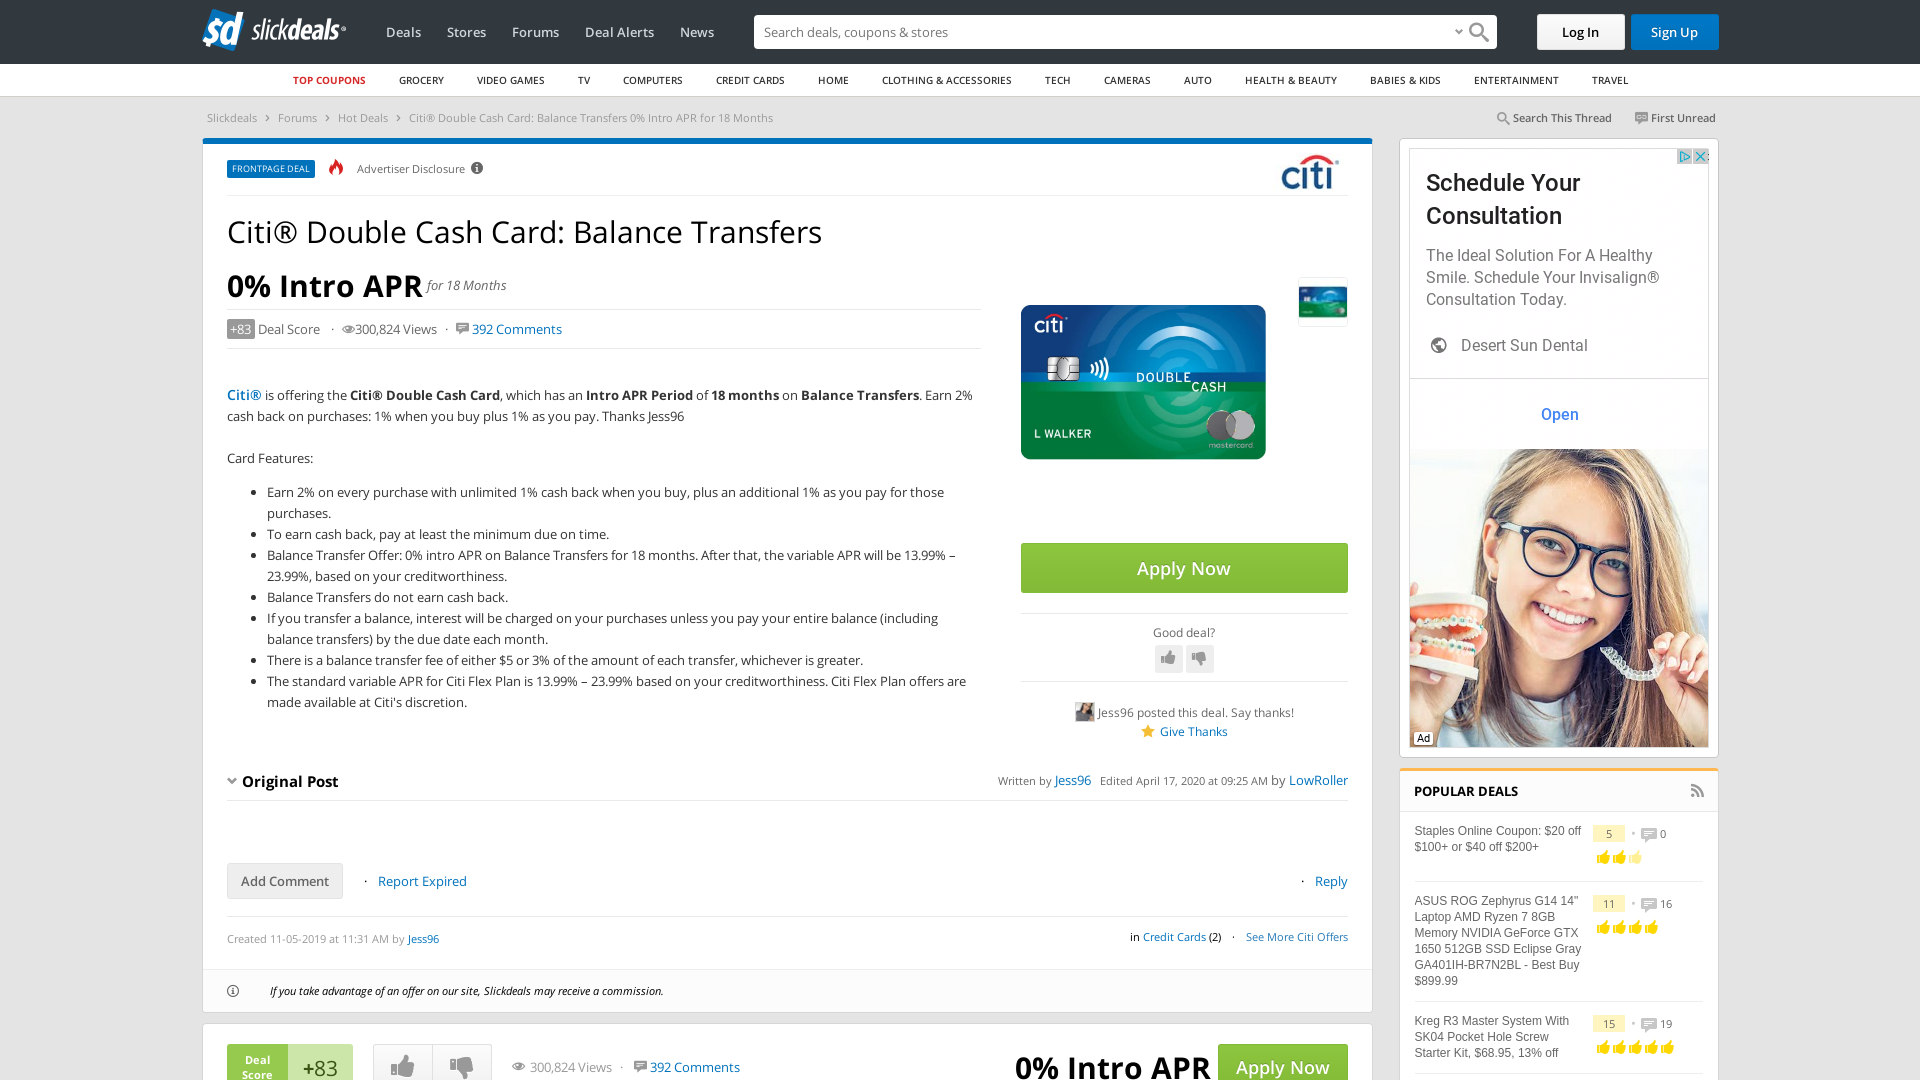 slickdeals
Deals
Stores
Forums
Deal Alerts
News
Search deals, coupons & stores
Log In
Sign Up
TOP COUPONS
GROCERY
VIDEO GAMES
TV
COMPUTERS
CREDIT CARDS
HOME
CLOTHING & ACCESSORIES
TECH
CAMERAS
AUTO
HEALTH & BEAUTY
BABIES & KIDS
ENTERTAINMENT
TRAVEL
Slickdeals > Forums > Hot Deals > Citi® Double Cash Card: Balance Transfers 0% Intro APR for 18 Months
Search This Thread
First Unread
FRONTPAGE DEAL
Advertiser Disclosure
citi
Citi® Double Cash Card: Balance Transfers
0% Intro APR for 18 Months
+83 Deal Score · 300,824 Views · 392 Comments
Citi® is offering the Citi® Double Cash Card, which has an Intro APR Period of 18 months on Balance Transfers. Earn 2%
cash back on purchases: 1% when you buy plus 1% as you pay. Thanks Jess96
Card Features:
Earn 2% on every purchase with unlimited 1% cash back when you buy, plus an additional 1% as you pay for those
purchases.
To earn cash back, pay at least the minimum due on time.
Balance Transfer Offer: 0% intro APR on Balance Transfers for 18 months. After that, the variable APR will be 13.99% –
23.99%, based on your creditworthiness.
Balance Transfers do not earn cash back.
If you transfer a balance, interest will be charged on your purchases unless you pay your entire balance (including
balance transfers) by the due date each month.
There is a balance transfer fee of either $5 or 3% of the amount of each transfer, whichever is greater.
The standard variable APR for Citi Flex Plan is 13.99% – 23.99% based on your creditworthiness. Citi Flex Plan offers are
made available at Citi's discretion.
citi
DOUBLE
CASH
L WALKER
mastercard
Apply Now
Good deal?
Jess96 posted this deal. Say thanks!
Give Thanks
Original Post
Written by Jess96 Edited April 17, 2020 at 09:25 AM by LowRoller
Add Comment
· Report Expired
· Reply
Created 11-05-2019 at 11:31 AM by Jess96
in Credit Cards (2) · See More Citi Offers
If you take advantage of an offer on our site, Slickdeals may receive a commission.
Deal
Score
+83
300,824 Views · 392 Comments
0% Intro APR
Apply Now
Schedule Your
Consultation
The Ideal Solution For A Healthy
Smile. Schedule Your Invisalign®
Consultation Today.
Desert Sun Dental
Open
Ad
POPULAR DEALS
Staples Online Coupon: $20 off
$100+ or $40 off $200+
5 · 0
ASUS ROG Zephyrus G14 14"
Laptop AMD Ryzen 7 8GB
Memory NVIDIA GeForce GTX
1650 512GB SSD Eclipse Gray
GA401IH-BR7N2BL - Best Buy
$899.99
11 · 16
Kreg R3 Master System With
SK04 Pocket Hole Screw
Starter Kit, $68.95, 13% off
15 · 19